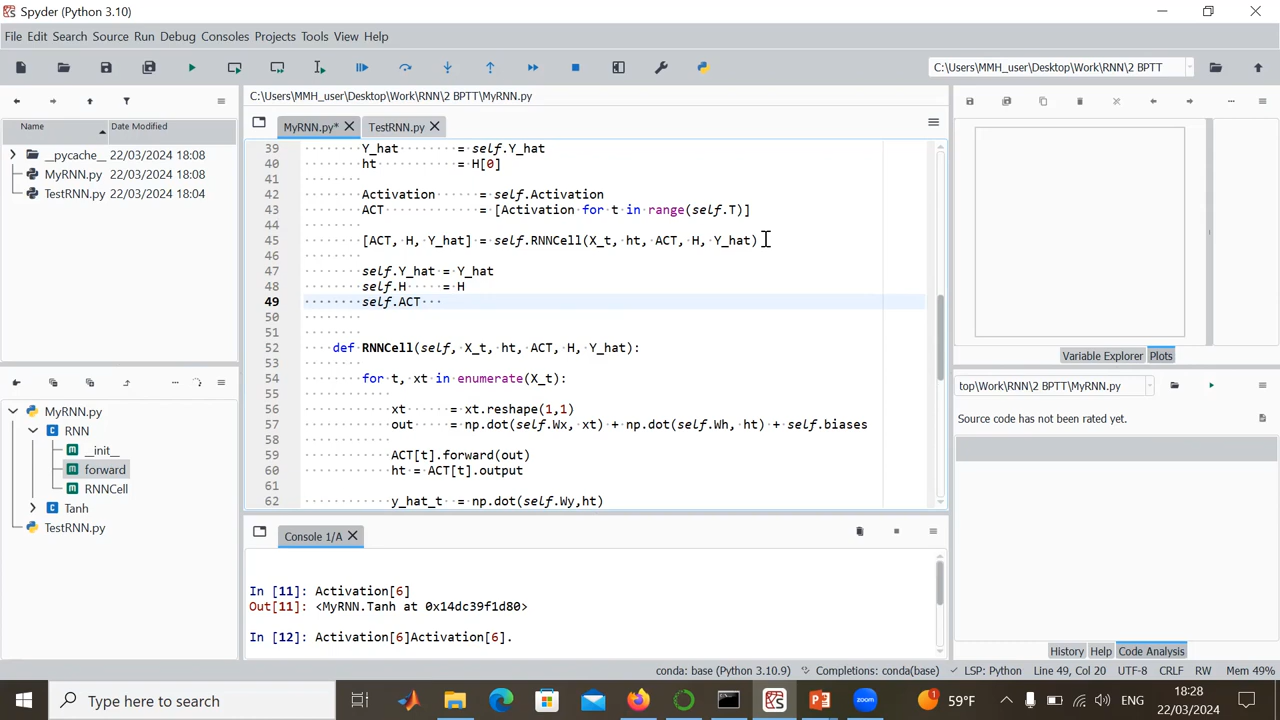 Spyder (Python 3.10)
File Edit Search Source Run Debug Consoles Projects Tools View Help
C:\Users\MMH_user\Desktop\Work\RNN\2 BPTT
C:\Users\MMH_user\Desktop\Work\RNN\2 BPTT\MyRNN.py
Name Date Modified
__pycache__ 22/03/2024 18:08
MyRNN.py 22/03/2024 18:08
TestRNN.py 22/03/2024 18:04
MyRNN.py* TestRNN.py
39 Y_hat = self.Y_hat
40 ht = H[0]
41
42 Activation = self.Activation
43 ACT = [Activation for t in range(self.T)]
44
45 [ACT, H, Y_hat] = self.RNNCell(X_t, ht, ACT, H, Y_hat)
46
47 self.Y_hat = Y_hat
48 self.H = H
49 self.ACT
50
51
52 def RNNCell(self, X_t, ht, ACT, H, Y_hat):
53
54 for t, xt in enumerate(X_t):
55
56 xt = xt.reshape(1,1)
57 out = np.dot(self.Wx, xt) + np.dot(self.Wh, ht) + self.biases
58
59 ACT[t].forward(out)
60 ht = ACT[t].output
61
62 y_hat_t = np.dot(self.Wy,ht)
MyRNN.py
RNN
__init__
forward
RNNCell
Tanh
TestRNN.py
Console 1/A
In [11]: Activation[6]
Out[11]: <MyRNN.Tanh at 0x14dc39f1d80>
In [12]: Activation[6]Activation[6].
Variable Explorer Plots
top\Work\RNN\2 BPTT\MyRNN.py
Source code has not been rated yet.
History Help Code Analysis
conda: base (Python 3.10.9) Completions: conda(base) LSP: Python Line 49, Col 20 UTF-8 CRLF RW Mem 49%
Type here to search
1 59°F ENG 18:28
22/03/2024